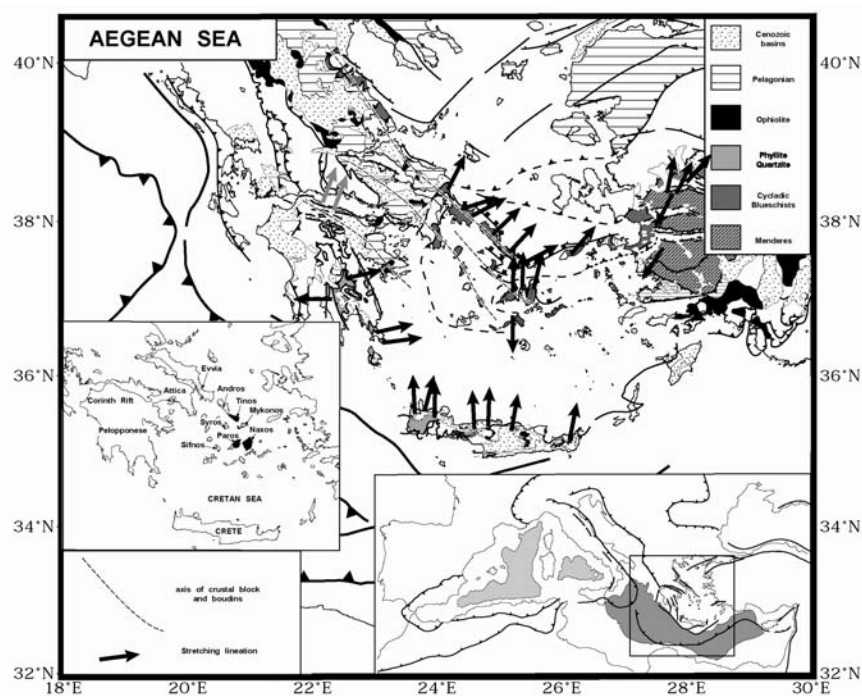 AEGEAN SEA
Cenozoic
basins
Pelagonian
Ophiolite
Phyllite
Quartzite
Cycladic
Blueschists
Menderes
40°
38°
36°
34°
32°
40°
38°
36°
34°
32°
Evvia
Andros
Attica
Tinos
Corinth Rift
Mykonos
Syros
Naxos
Peloponnese
Paros
Sifnos
CRETAN SEA
CRETE
axis of crustal block
and boudins
Stretching lineation
18°E
20°E
22°E
24°E
26°E
28°E
30°E